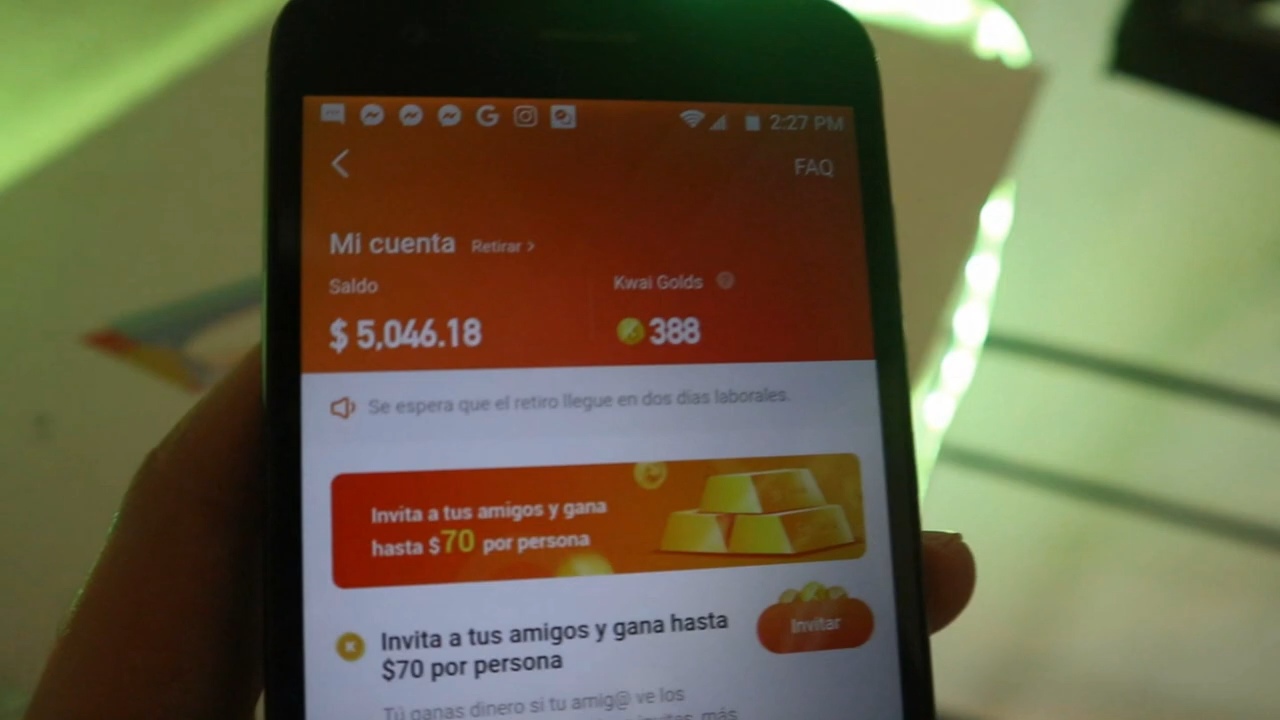 2:27 PM
FAQ
Mi cuenta Retirar >
Saldo
Kwai Golds
$ 5,046.18
388
Se espera que el retiro llegue en dos días laborales.
Invita a tus amigos y gana
hasta $70 por persona
Invita a tus amigos y gana hasta
$70 por persona
Invitar
Tú ganas dinero si tu amig@ ve los
más